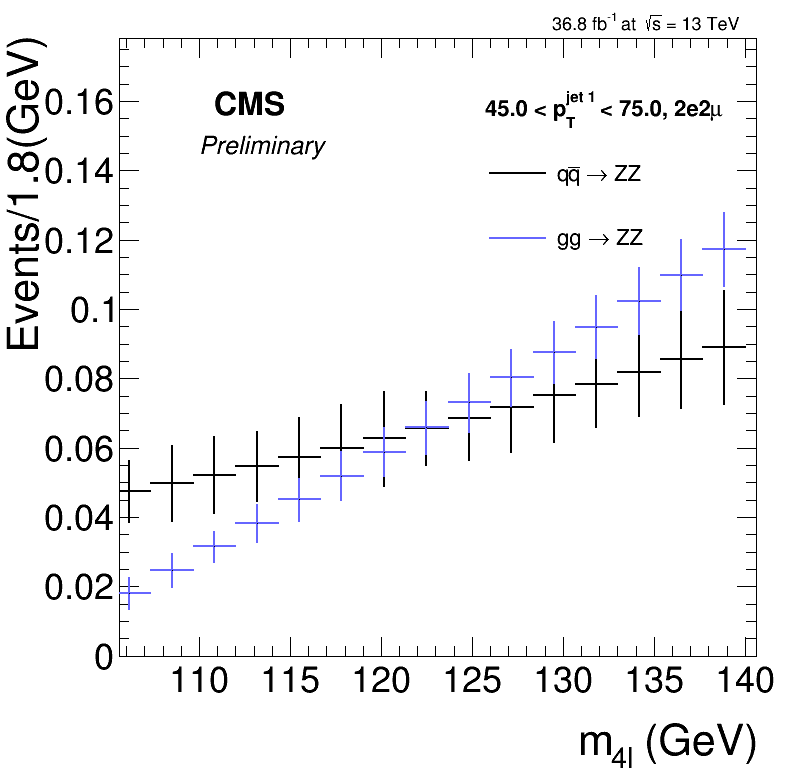 36.8 fb⁻¹ at √s = 13 TeV
CMS
Preliminary
45.0 < p_T^{jet 1} < 75.0, 2e2μ
qq̅ → ZZ
gg → ZZ
Events/1.8(GeV)
0.16
0.14
0.12
0.1
0.08
0.06
0.04
0.02
0
110 115 120 125 130 135 140
m_{4l} (GeV)